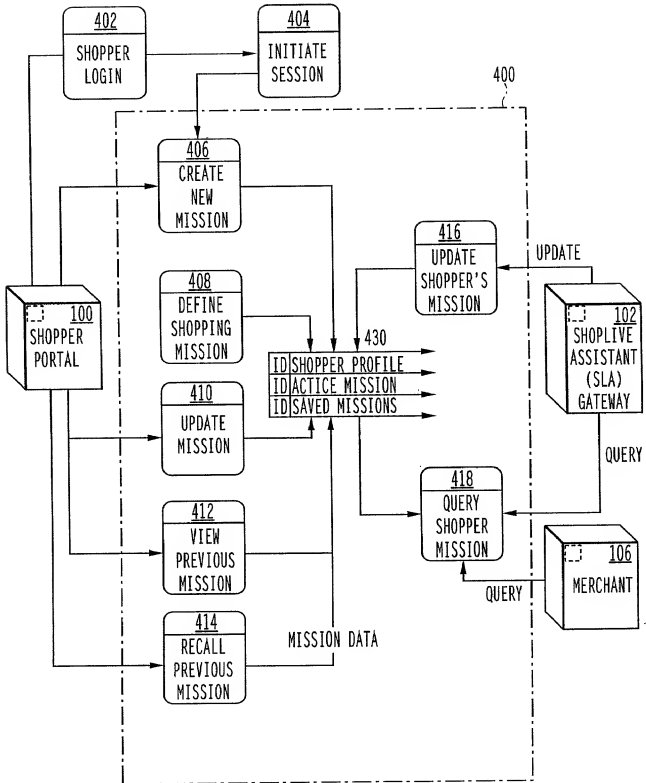 402
SHOPPER
LOGIN
404
INITIATE
SESSION
400
406
CREATE
NEW
MISSION
416
UPDATE
SHOPPER'S
MISSION
UPDATE
408
DEFINE
SHOPPING
MISSION
100
SHOPPER
PORTAL
102
SHOPLIVE
ASSISTANT
(SLA)
GATEWAY
430
ID SHOPPER PROFILE
ID ACTICE MISSION
ID SAVED MISSIONS
410
UPDATE
MISSION
QUERY
418
QUERY
SHOPPER
MISSION
412
VIEW
PREVIOUS
MISSION
106
MERCHANT
QUERY
414
RECALL
PREVIOUS
MISSION
MISSION DATA